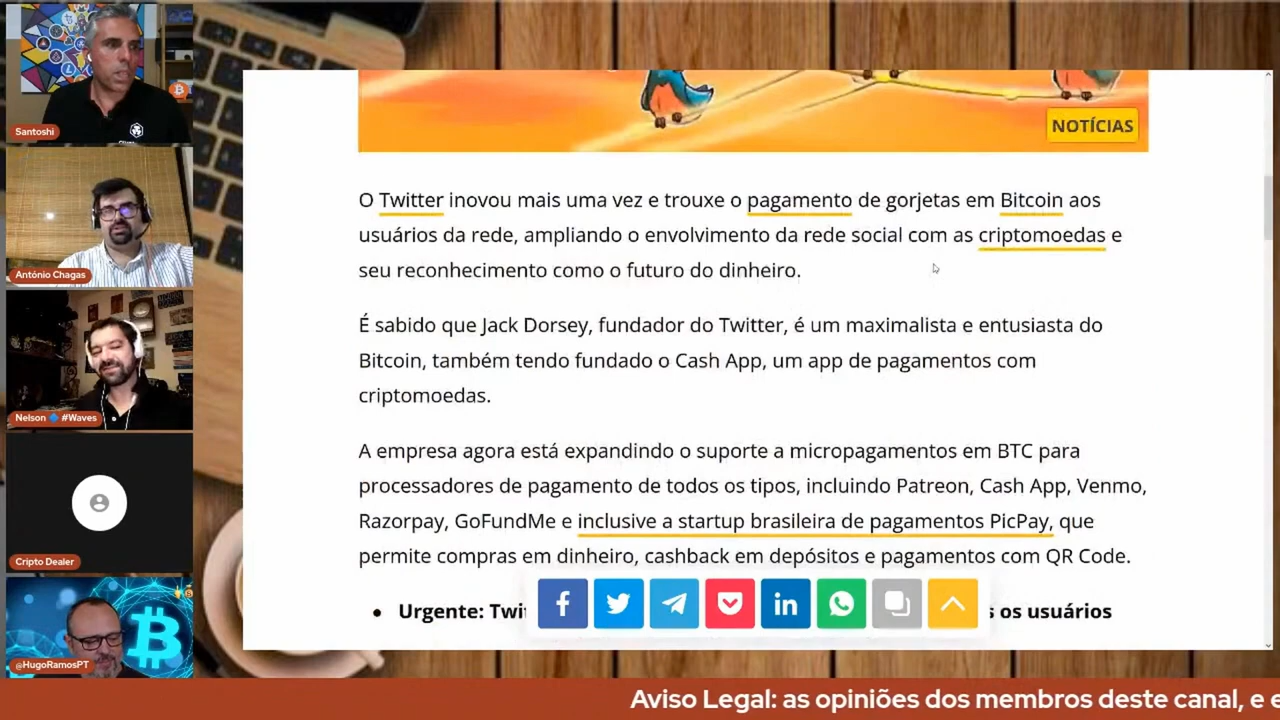 Santoshi
António Chagas
Nelson 🔷 #Waves
Cripto Dealer
@HugoRamosPT
NOTÍCIAS
O Twitter inovou mais uma vez e trouxe o pagamento de gorjetas em Bitcoin aos
usuários da rede, ampliando o envolvimento da rede social com as criptomoedas e
seu reconhecimento como o futuro do dinheiro.
É sabido que Jack Dorsey, fundador do Twitter, é um maximalista e entusiasta do
Bitcoin, também tendo fundado o Cash App, um app de pagamentos com
criptomoedas.
A empresa agora está expandindo o suporte a micropagamentos em BTC para
processadores de pagamento de todos os tipos, incluindo Patreon, Cash App, Venmo,
Razorpay, GoFundMe e inclusive a startup brasileira de pagamentos PicPay, que
permite compras em dinheiro, cashback em depósitos e pagamentos com QR Code.
• Urgente: Twi s os usuários
Aviso Legal: as opiniões dos membros deste canal, e e